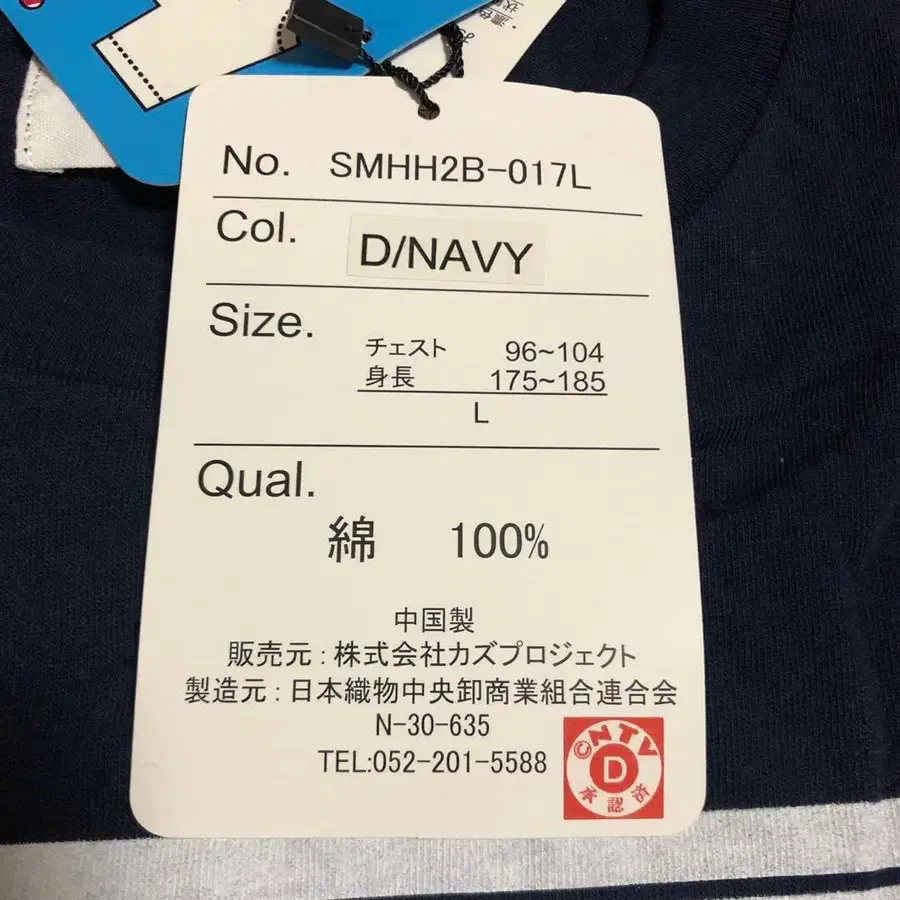 No. SMHH2B-017L
Col. D/NAVY
Size.
チェスト 96~104
身長 175~185
L
Qual.
綿 100%
中国製
販売元:株式会社カズプロジェクト
製造元:日本織物中央卸商業組合連合会
N-30-635
TEL:052-201-5588
©NTV
D
承認済